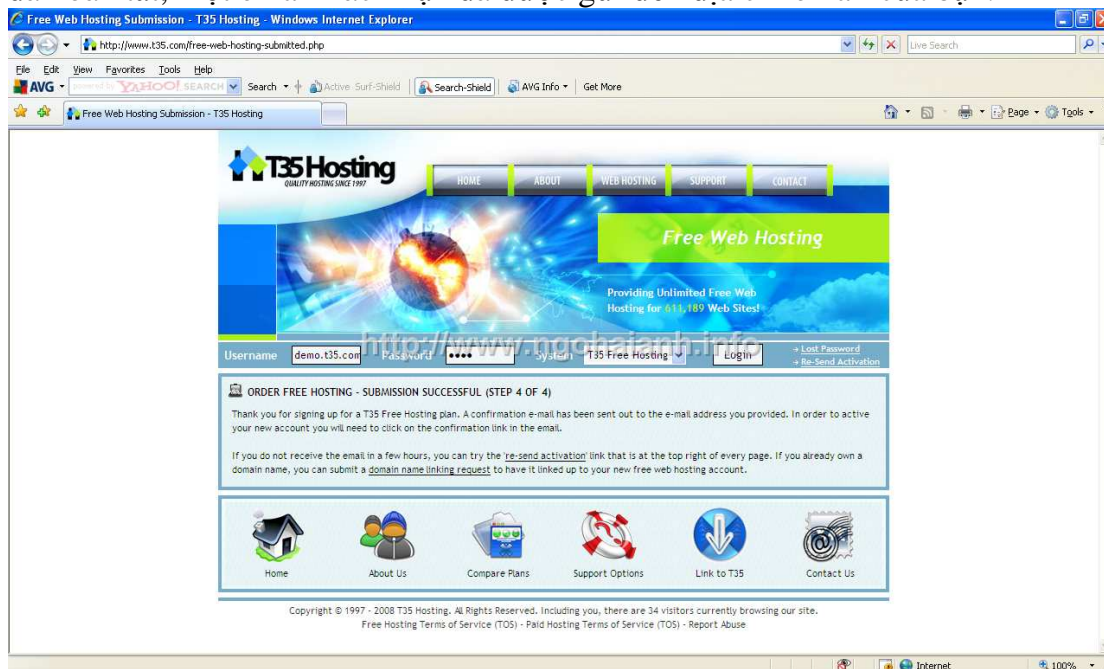 Free Web Hosting Submission - T35 Hosting - Windows Internet Explorer
http://www.t35.com/free-web-hosting-submitted.php
Live Search
File Edit View Favorites Tools Help
AVG powered by YAHOO! SEARCH Search Active Surf-Shield Search-Shield AVG Info Get More
Free Web Hosting Submission - T35 Hosting
Page Tools
T35 Hosting
QUALITY HOSTING SINCE 1997
HOME ABOUT WEB HOSTING SUPPORT CONTACT
Free Web Hosting
Providing Unlimited Free Web
Hosting for 611,189 Web Sites!
http://www.ngohaianh.info
Username demo.t35.com Password •••• System T35 Free Hosting Login
Lost Password
Re-Send Activation
ORDER FREE HOSTING - SUBMISSION SUCCESSFUL (STEP 4 OF 4)
Thank you for signing up for a T35 Free Hosting plan. A confirmation e-mail has been sent out to the e-mail address you provided. In order to active
your new account you will need to click on the confirmation link in the email.
If you do not receive the email in a few hours, you can try the 're-send activation' link that is at the top right of every page. If you already own a
domain name, you can submit a domain name linking request to have it linked up to your new free web hosting account.
Home About Us Compare Plans Support Options Link to T35 Contact Us
Copyright © 1997 - 2008 T35 Hosting. All Rights Reserved. Including you, there are 34 visitors currently browsing our site.
Free Hosting Terms of Service (TOS) - Paid Hosting Terms of Service (TOS) - Report Abuse
Internet 100%